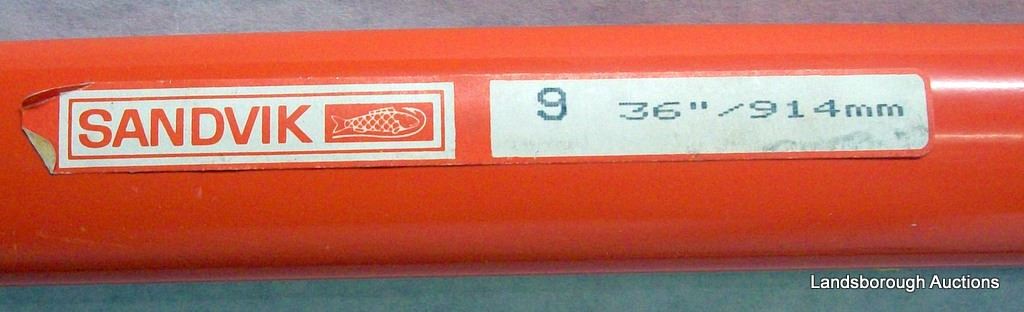 SANDVIK
9 36"/914mm
Landsborough Auctions